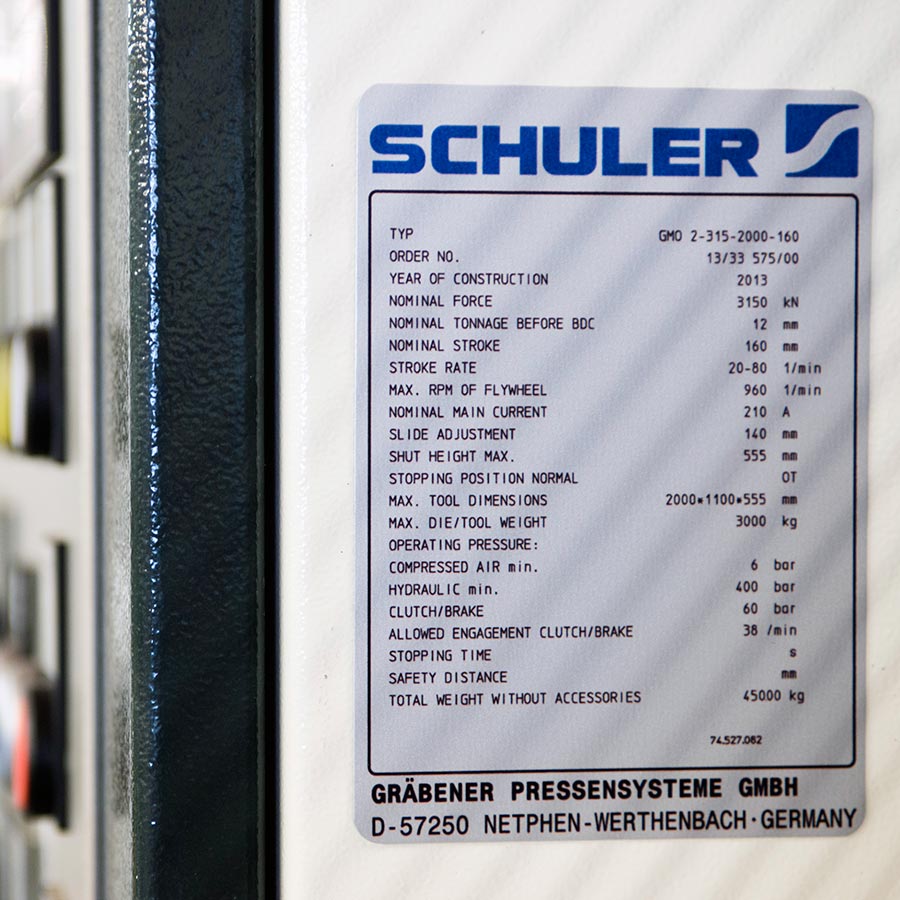 SCHULER
TYP GMO 2-315-2000-160
ORDER NO. 13/33 575/00
YEAR OF CONSTRUCTION 2013
NOMINAL FORCE 3150 kN
NOMINAL TONNAGE BEFORE BDC 12 mm
NOMINAL STROKE 160 mm
STROKE RATE 20-80 1/min
MAX. RPM OF FLYWHEEL 960 1/min
NOMINAL MAIN CURRENT 210 A
SLIDE ADJUSTMENT 140 mm
SHUT HEIGHT MAX. 555 mm
STOPPING POSITION NORMAL OT
MAX. TOOL DIMENSIONS 2000*1100*555 mm
MAX. DIE/TOOL WEIGHT 3000 kg
OPERATING PRESSURE:
COMPRESSED AIR min. 6 bar
HYDRAULIC min. 400 bar
CLUTCH/BRAKE 60 bar
ALLOWED ENGAGEMENT CLUTCH/BRAKE 38 /min
STOPPING TIME s
SAFETY DISTANCE mm
TOTAL WEIGHT WITHOUT ACCESSORIES 45000 kg
74.527.062
GRÄBENER PRESSENSYSTEME GMBH
D-57250 NETPHEN-WERTHENBACH·GERMANY